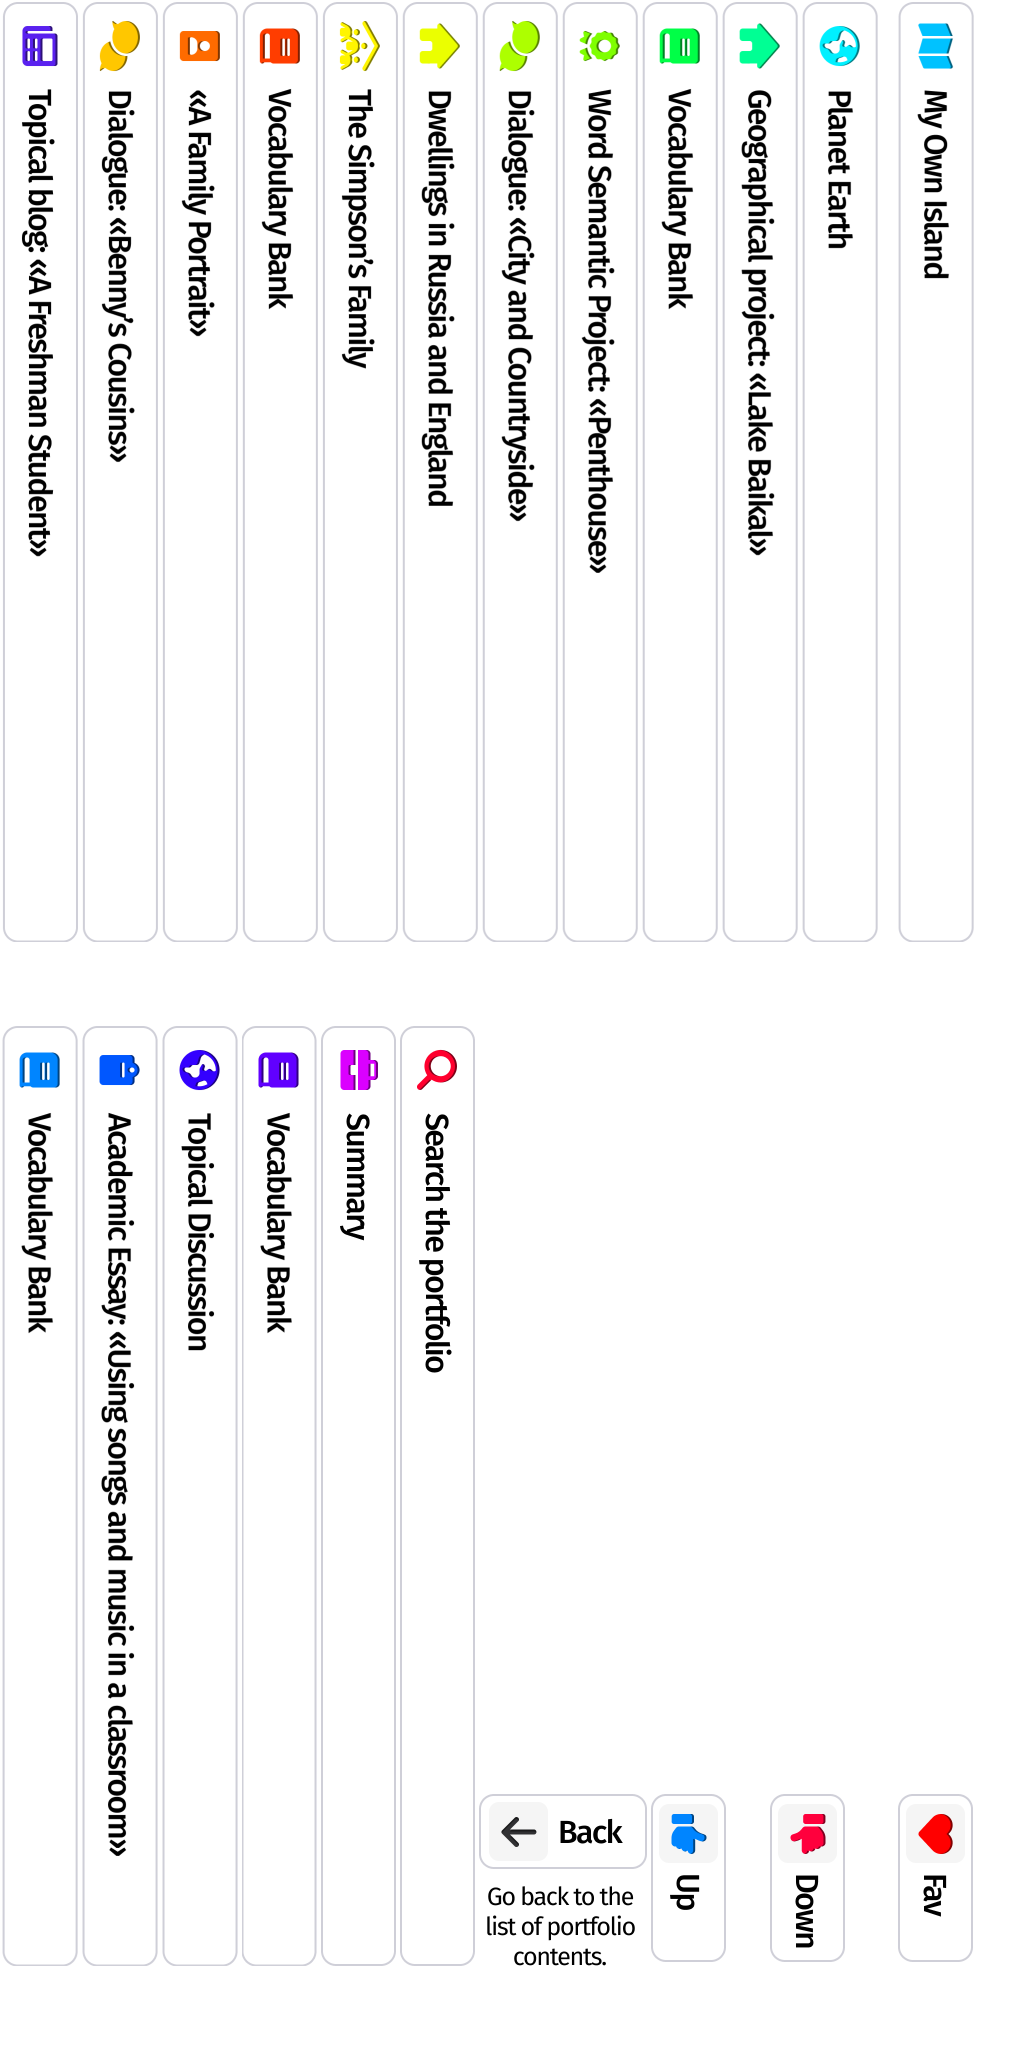 My Own Island
Planet Earth
Geographical project: «Lake Baikal»
Vocabulary Bank
Word Semantic Project: «Penthouse»
Dialogue: «City and Countryside»
Dwellings in Russia and England
The Simpson's Family
Vocabulary Bank
«A Family Portrait»
Dialogue: «Benny's Cousins»
Topical blog: «A Freshman Student»
Search the portfolio
Summary
Vocabulary Bank
Topical Discussion
Academic Essay: «Using songs and music in a classroom»
Vocabulary Bank
Fav
Down
Up
Back
Go back to the
list of portfolio
contents.